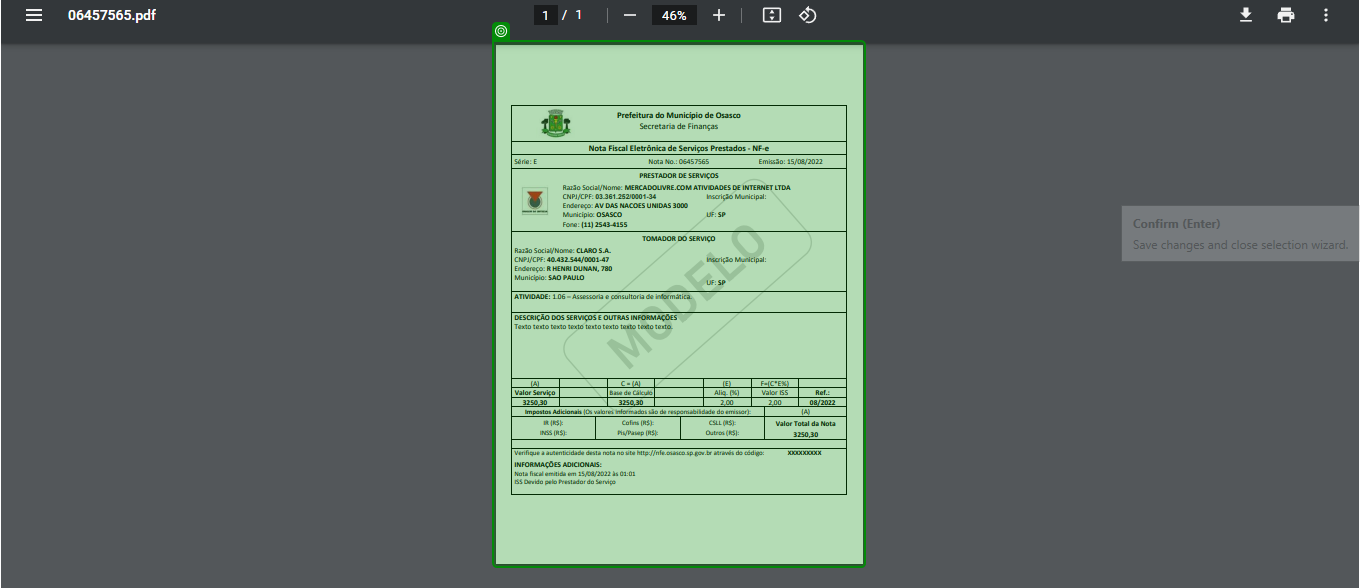 06457565.pdf
1 / 1
46%
Confirm (Enter)
Save changes and close selection wizard.
Prefeitura do Município de Osasco
Secretaria de Finanças
Nota Fiscal Eletrônica de Serviços Prestados - NF-e
Série: E Nota No.: 06457565 Emissão: 15/08/2022
PRESTADOR DE SERVIÇOS
Razão Social/Nome: MERCADOLIVRE.COM ATIVIDADES DE INTERNET LTDA
CNPJ/CPF: 03.361.252/0001-34 Inscrição Municipal:
Endereço: AV DAS NACOES UNIDAS 3000
Município: OSASCO UF: SP
Fone: (11) 2543-4155
TOMADOR DO SERVIÇO
Razão Social/Nome: CLARO S.A.
CNPJ/CPF: 40.432.544/0001-47 Inscrição Municipal:
Endereço: R HENRI DUNAN, 780
Município: SAO PAULO
UF: SP
ATIVIDADE: 1.06 – Assessoria e consultoria de informática.
MODELO
DESCRIÇÃO DOS SERVIÇOS E OUTRAS INFORMAÇÕES
Texto texto texto texto texto texto texto texto texto.
(A) C = (A) (E) F=(C*E%)
Valor Serviço Base de Cálculo Aliq. (%) Valor ISS Ref.:
3250,30 3250,30 2,00 2,00 08/2022
Impostos Adicionais (Os valores informados são de responsabilidade do emissor): (A)
IR (R$): Cofins (R$): CSLL (R$): Valor Total da Nota
INSS (R$): Pis/Pasep (R$): Outros (R$): 3250,30
Verifique a autenticidade desta nota no site http://nfe.osasco.sp.gov.br através do código: XXXXXXXXX
INFORMAÇÕES ADICIONAIS:
Nota fiscal emitida em 15/08/2022 às 01:01
ISS Devido pelo Prestador do Serviço